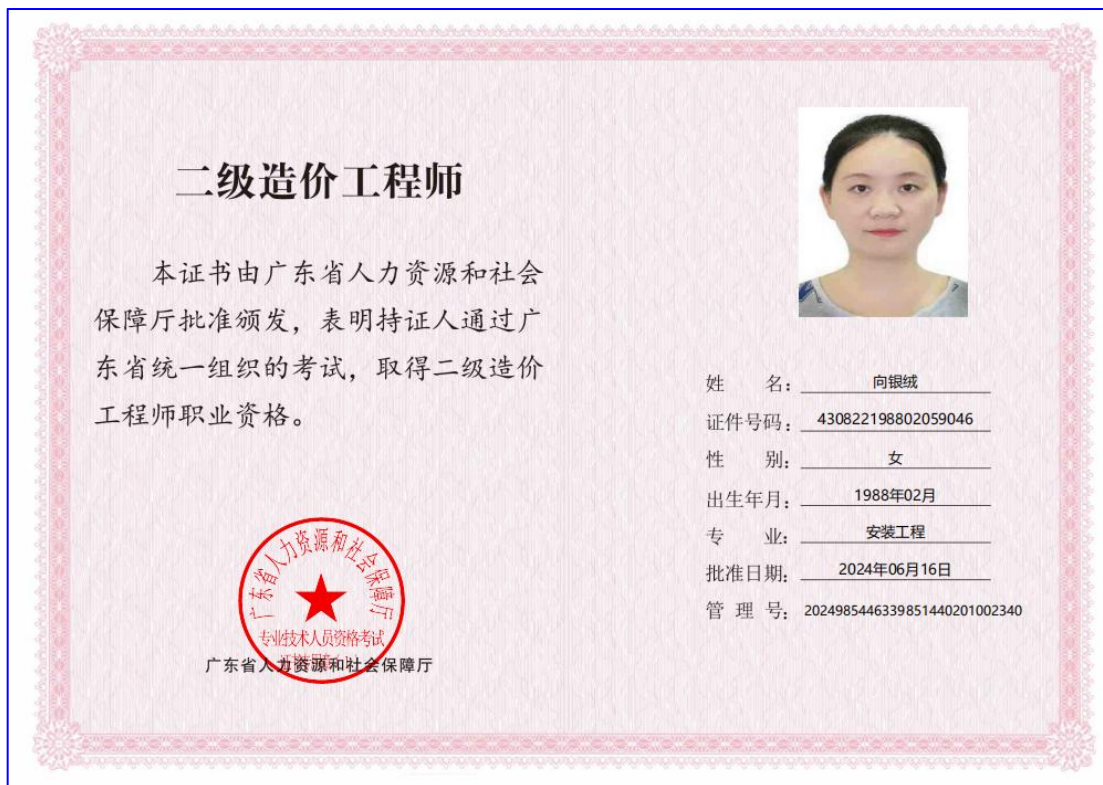 二级造价工程师
本证书由广东省人力资源和社会
保障厅批准颁发，表明持证人通过广
东省统一组织的考试，取得二级造价
工程师职业资格。
广东省人力资源和社会保障厅
专业技术人员资格考试
广东省人力资源和社会保障厅
姓 名：向银绒
证件号码：430822198802059046
性 别：女
出生年月：1988年02月
专 业：安装工程
批准日期：2024年06月16日
管 理 号：2024985446339851440201002340